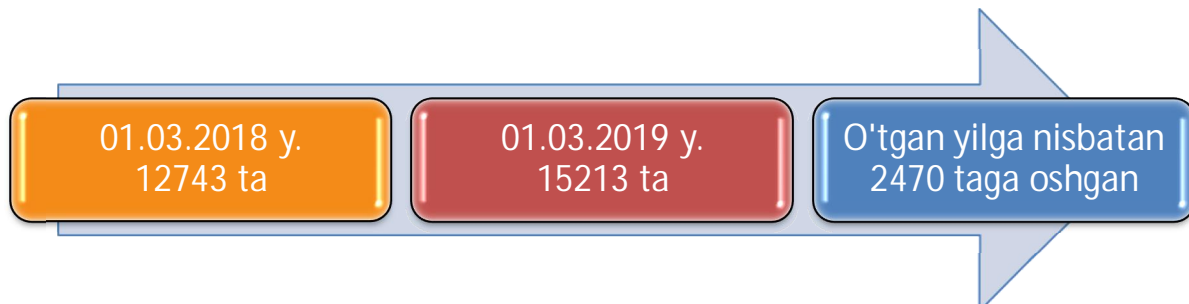 01.03.2018 y.
12743 ta
01.03.2019 y.
15213 ta
O'tgan yilga nisbatan
2470 taga oshgan